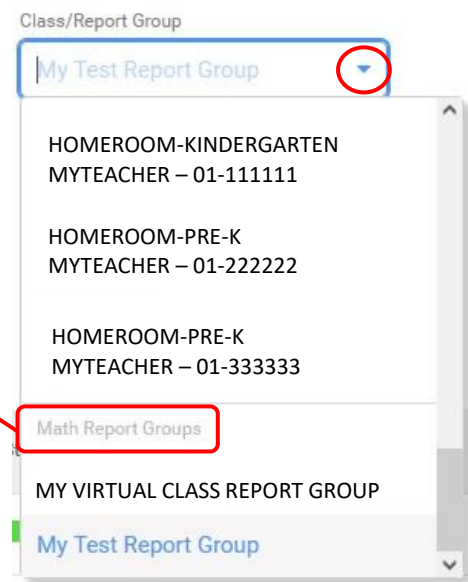 Class/Report Group
My Test Report Group
HOMEROOM-KINDERGARTEN
MYTEACHER – 01-111111
HOMEROOM-PRE-K
MYTEACHER – 01-222222
HOMEROOM-PRE-K
MYTEACHER – 01-333333
Math Report Groups
MY VIRTUAL CLASS REPORT GROUP
My Test Report Group